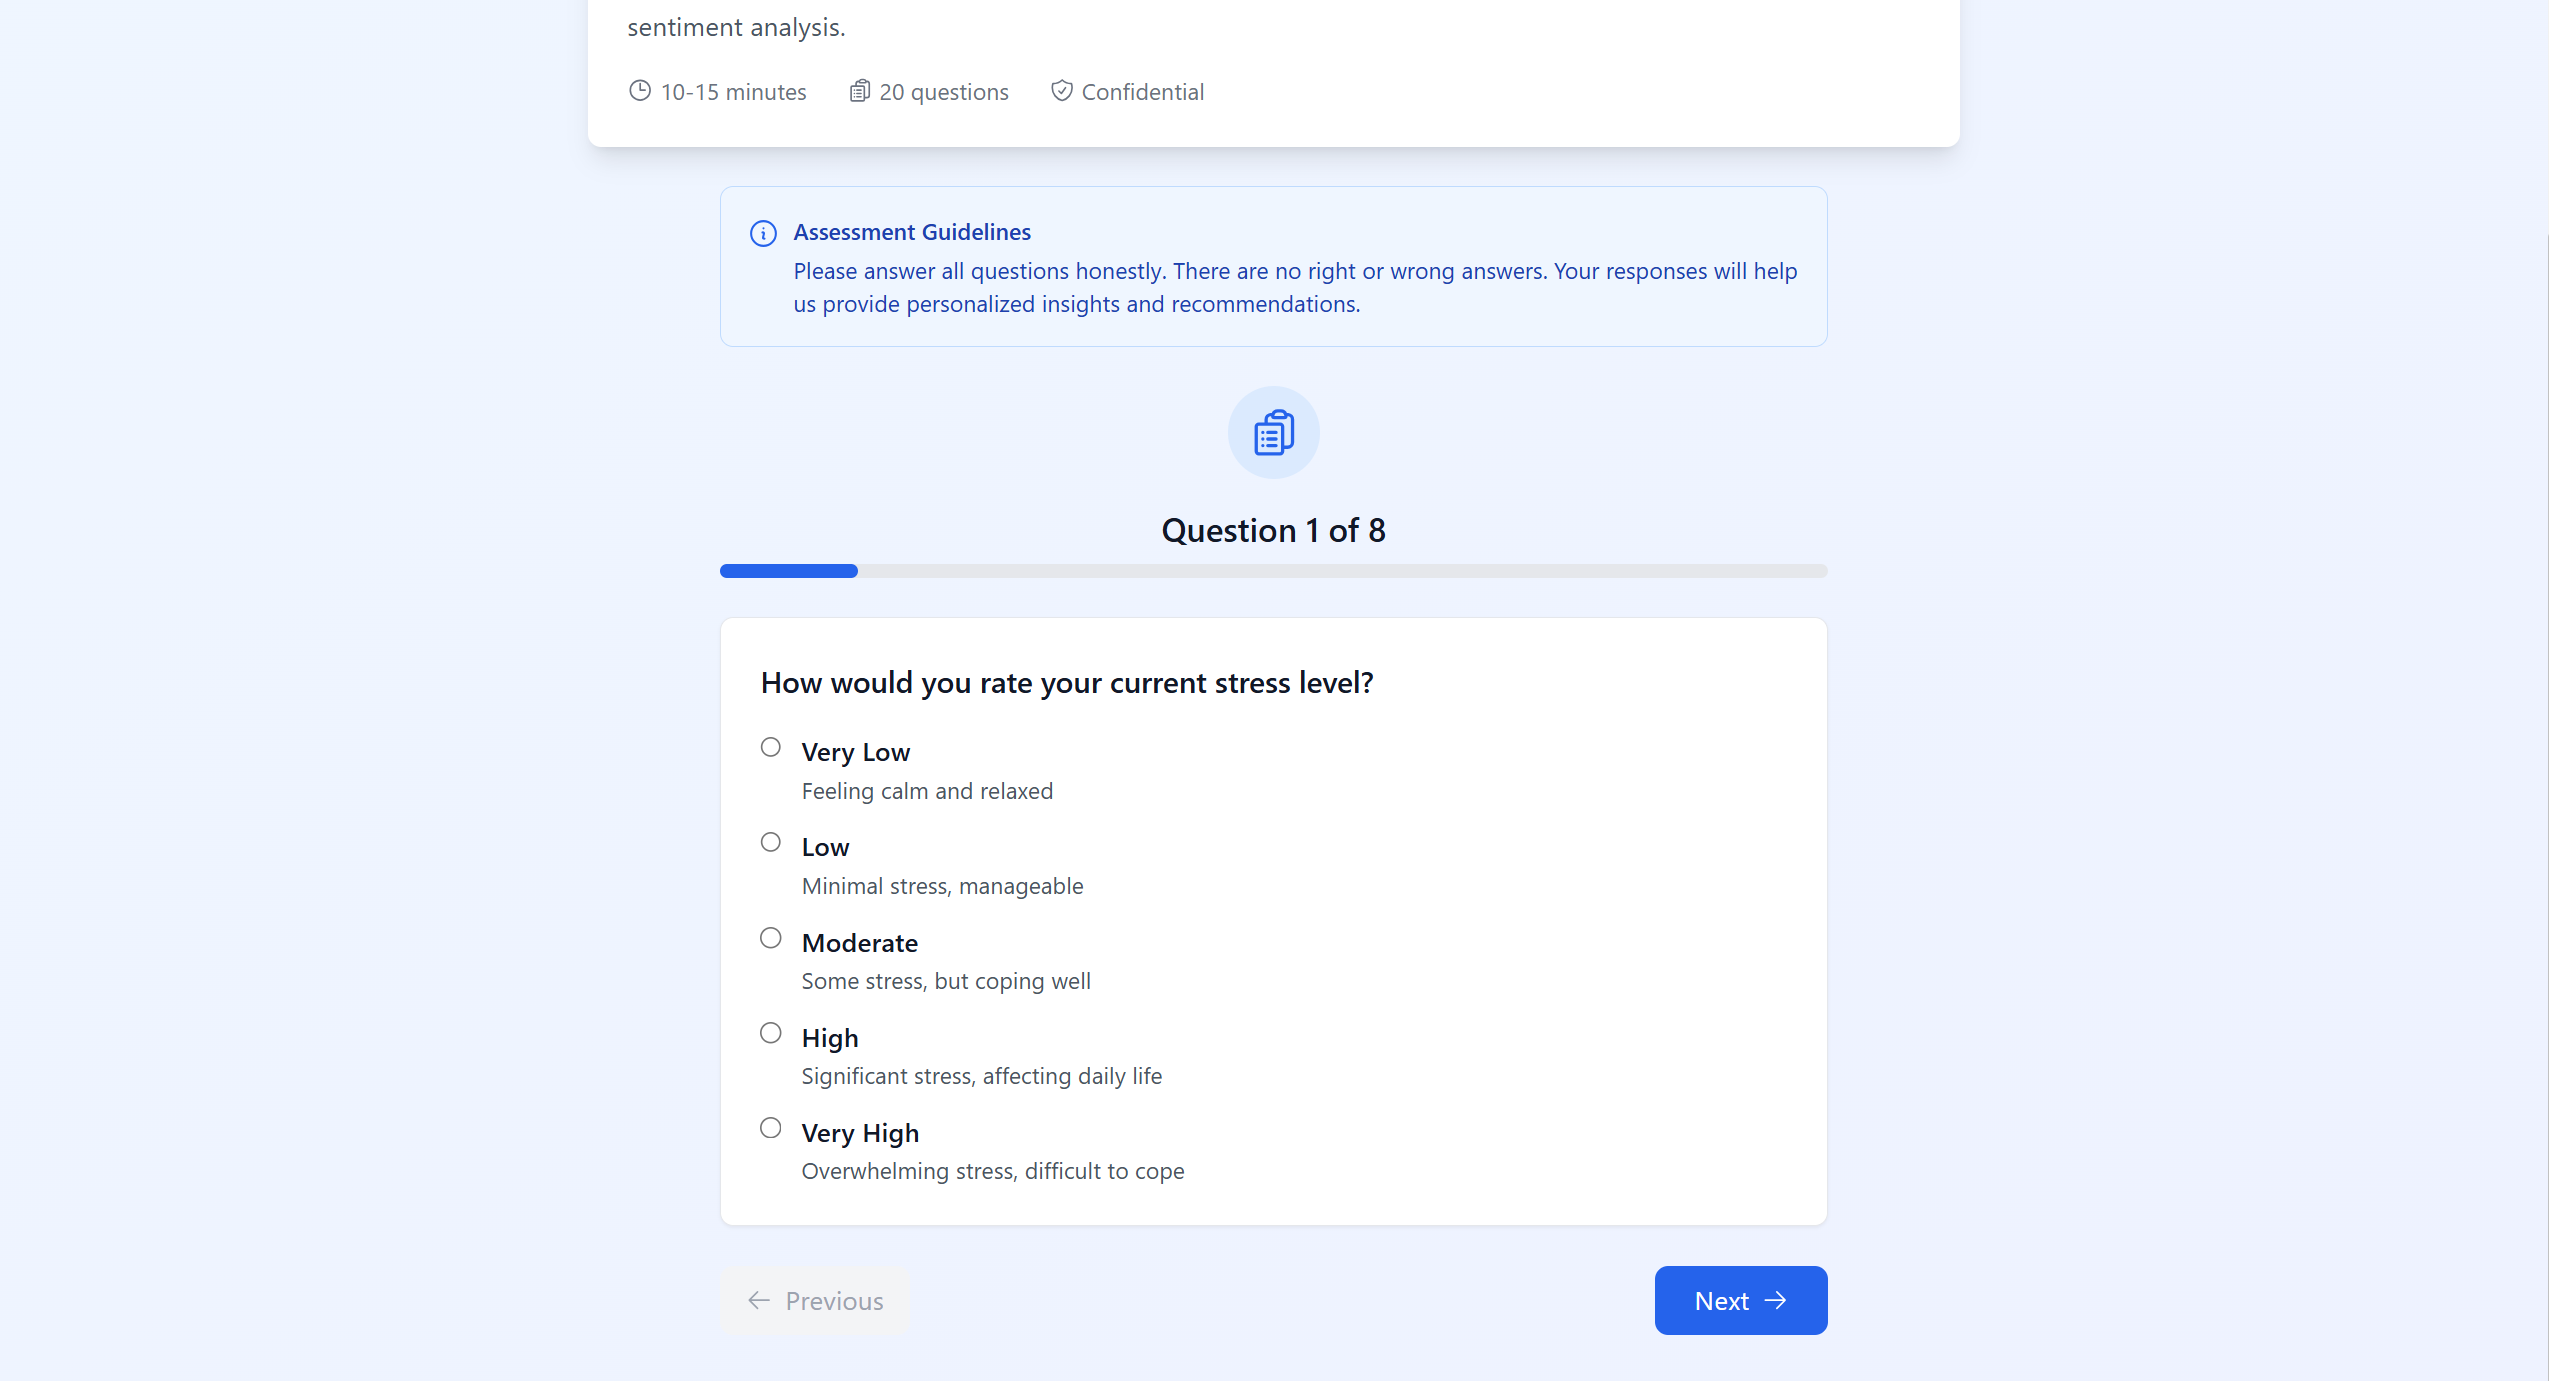 sentiment analysis.
10-15 minutes 20 questions Confidential
Assessment Guidelines
Please answer all questions honestly. There are no right or wrong answers. Your responses will help
us provide personalized insights and recommendations.
Question 1 of 8
How would you rate your current stress level?
Very Low
Feeling calm and relaxed
Low
Minimal stress, manageable
Moderate
Some stress, but coping well
High
Significant stress, affecting daily life
Very High
Overwhelming stress, difficult to cope
Previous Next